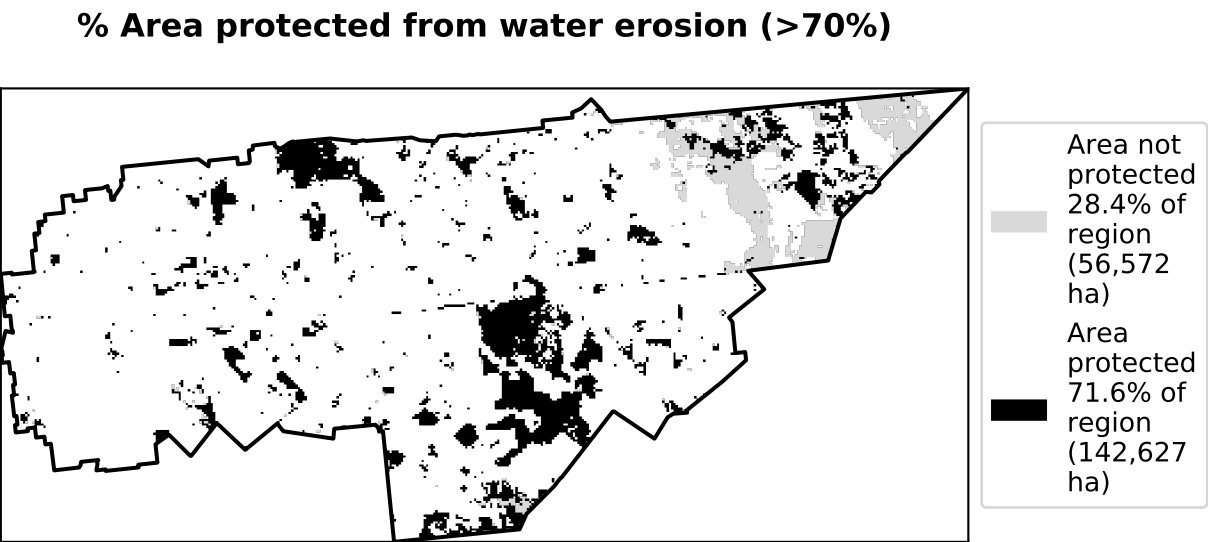 % Area protected from water erosion (>70%)
Area not
protected
28.4% of
region
(56,572
ha)
Area
protected
71.6% of
region
(142,627
ha)